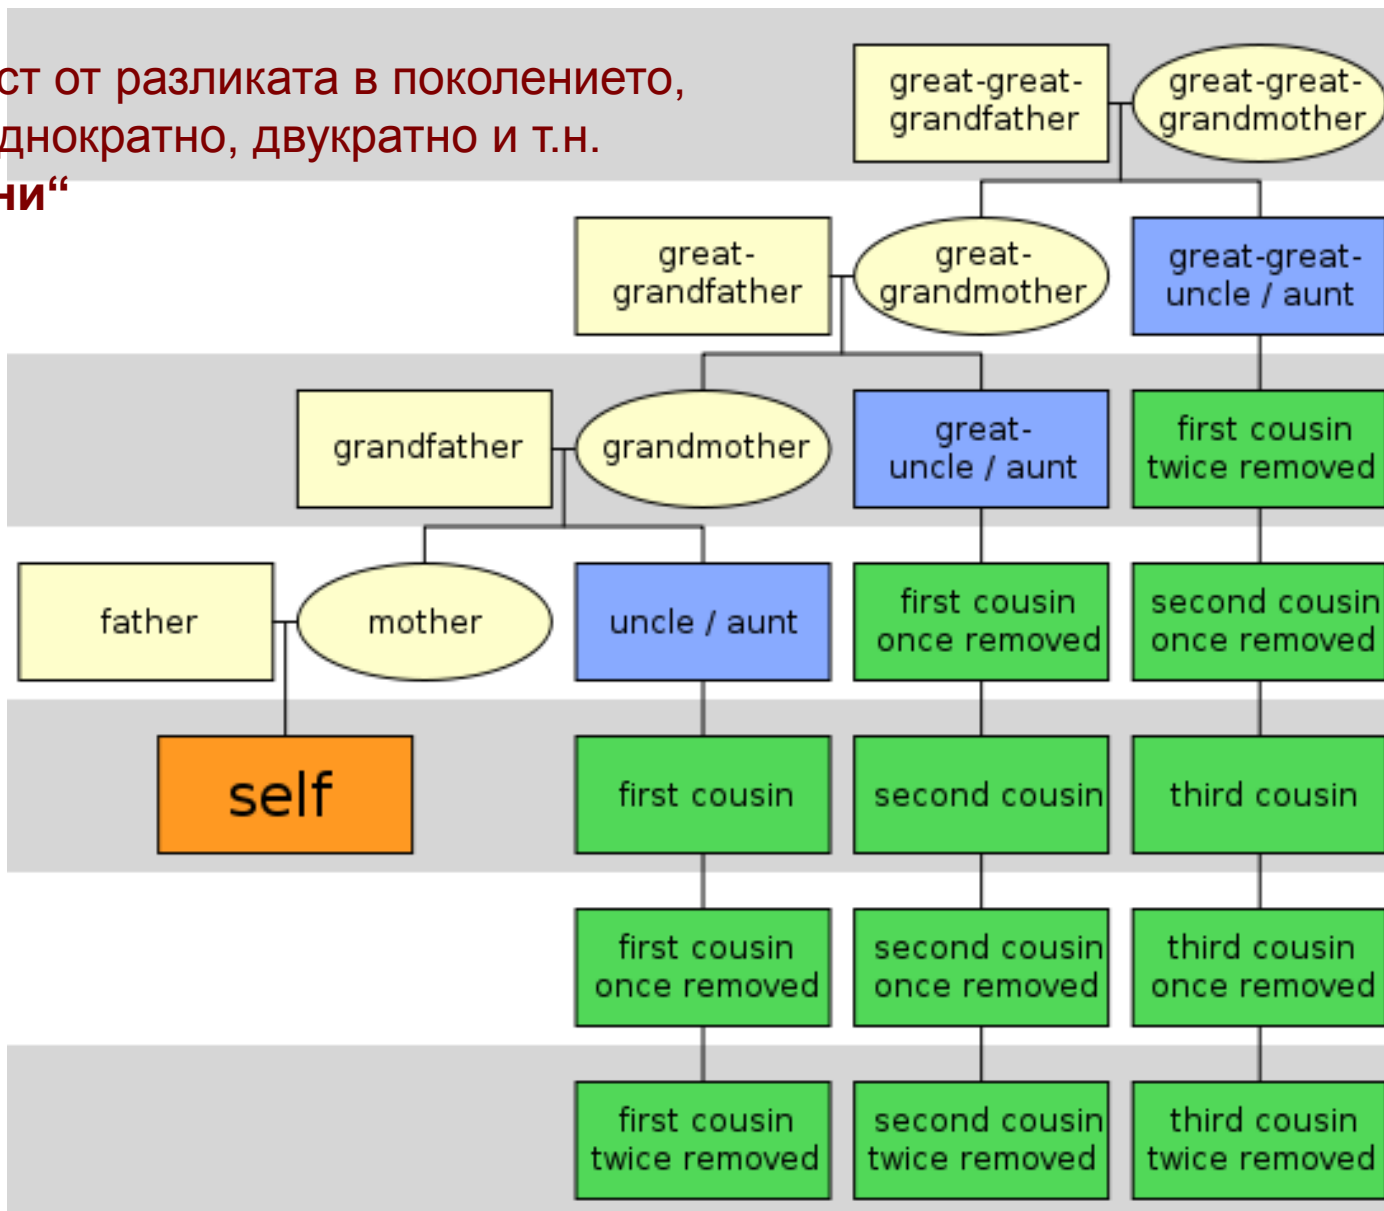 ст от разликата в поколението,
днократно, двукратно и т.н.
ни“
great-great-
grandfather
great-great-
grandmother
great-
grandfather
great-
grandmother
great-great-
uncle / aunt
grandfather
grandmother
great-
uncle / aunt
first cousin
twice removed
father
mother
uncle / aunt
first cousin
once removed
second cousin
once removed
self
first cousin
second cousin
third cousin
first cousin
once removed
second cousin
once removed
third cousin
once removed
first cousin
twice removed
second cousin
twice removed
third cousin
twice removed